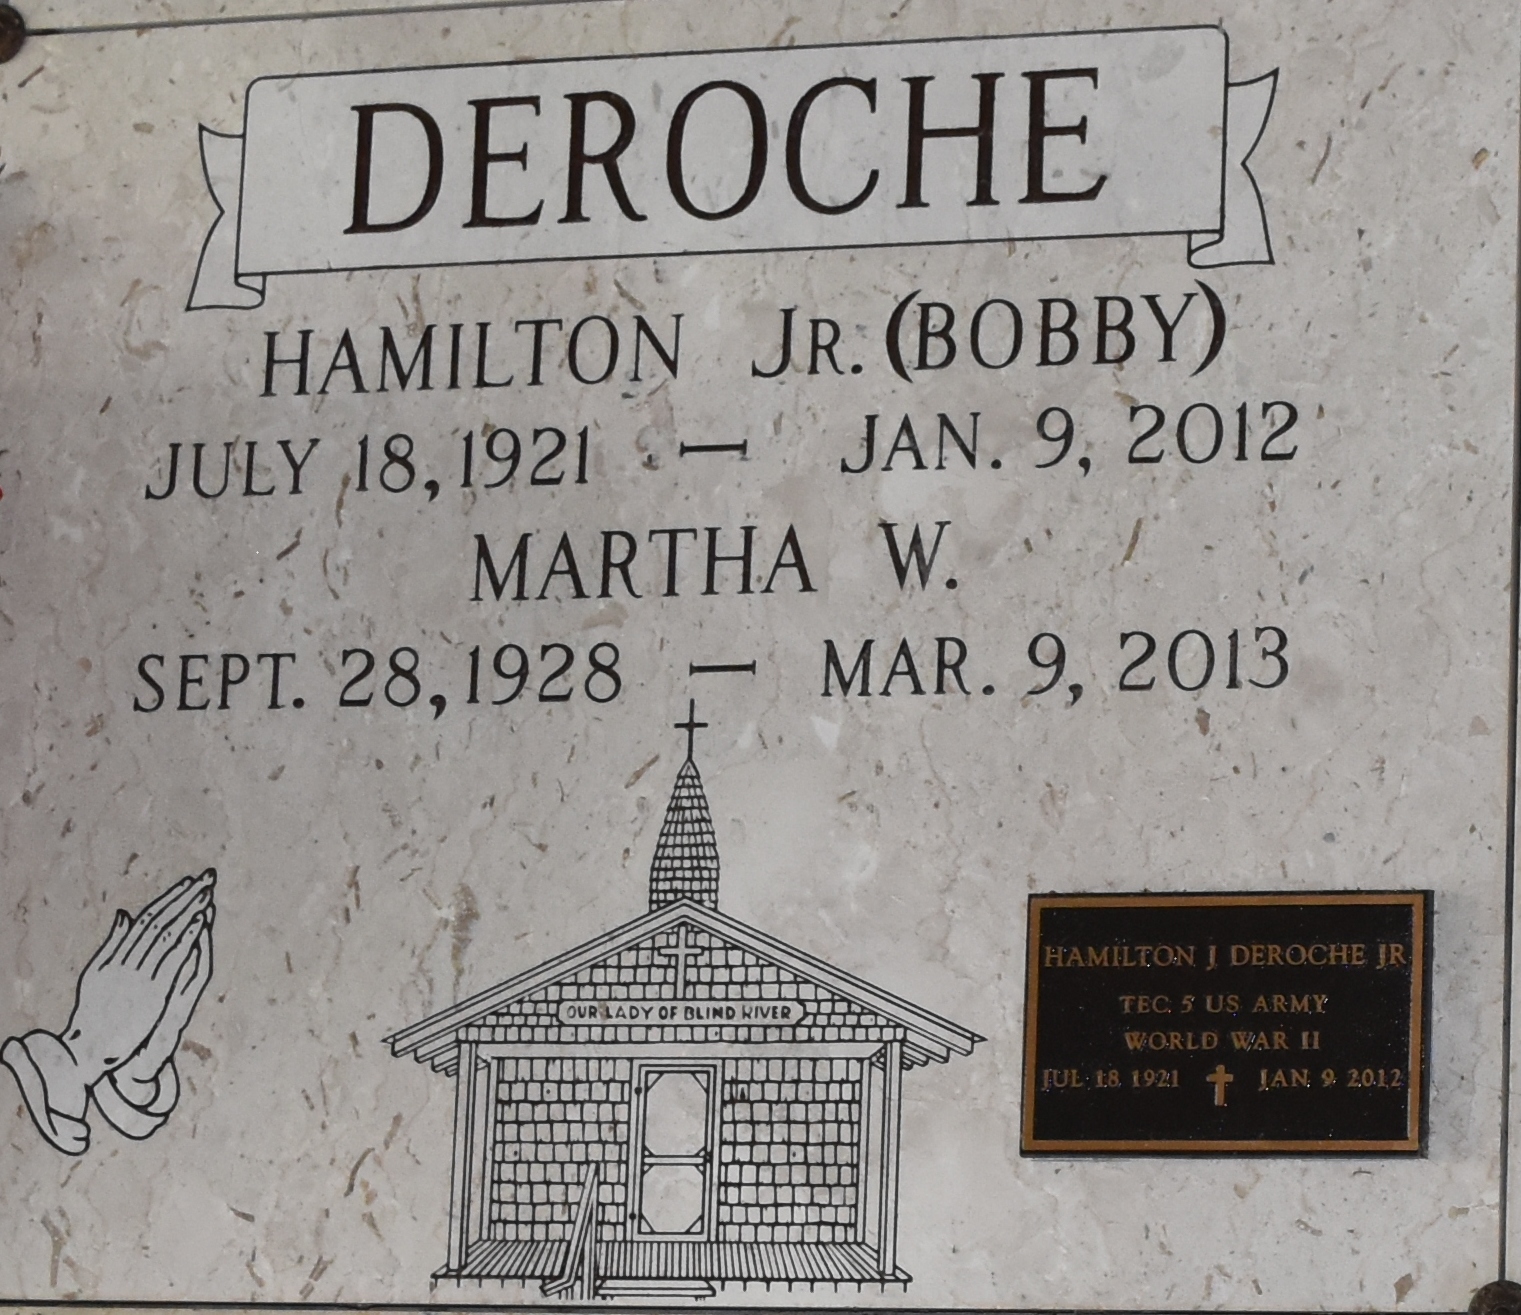 DEROCHE
HAMILTON JR. (BOBBY)
JULY 18, 1921 — JAN. 9, 2012
MARTHA W.
SEPT. 28, 1928 — MAR. 9, 2013
OUR LADY OF BLIND RIVER
HAMILTON J DEROCHE JR
TEC 5 US ARMY
WORLD WAR II
JUL 18 1921 ✝ JAN 9 2012